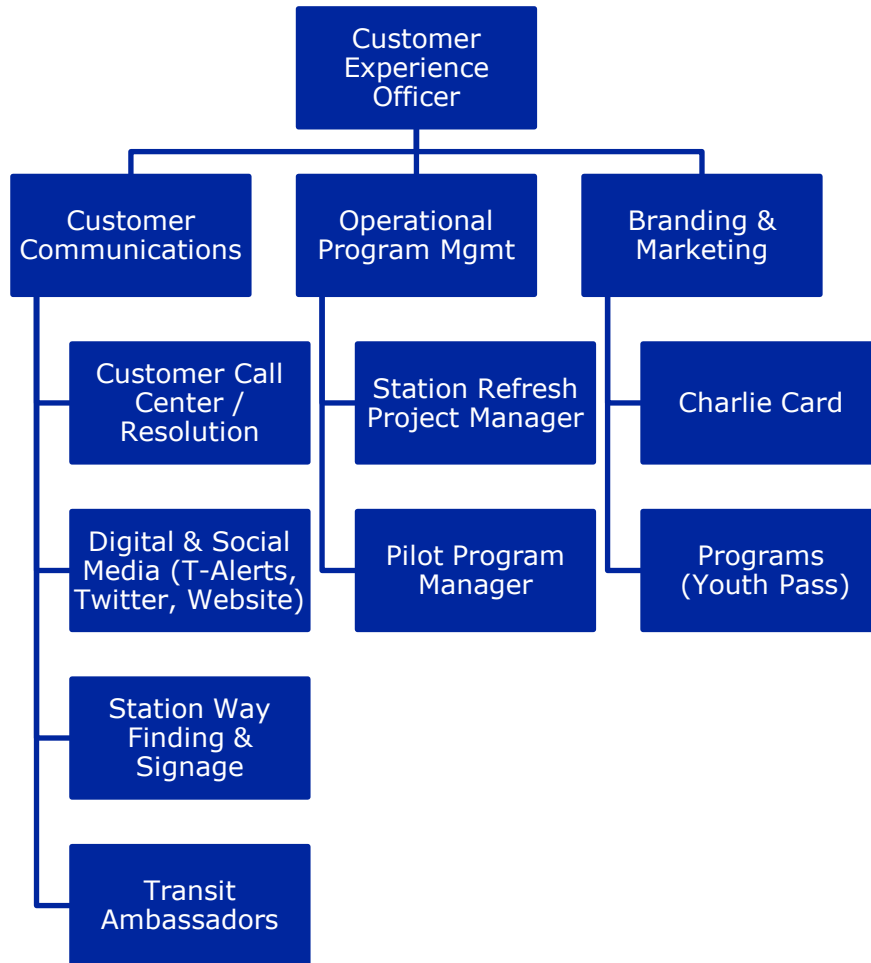 Customer
Experience
Officer
Customer
Communications
Operational
Program Mgmt
Branding &
Marketing
Customer Call
Center /
Resolution
Station Refresh
Project Manager
Charlie Card
Digital & Social
Media (T-Alerts,
Twitter, Website)
Pilot Program
Manager
Programs
(Youth Pass)
Station Way
Finding &
Signage
Transit
Ambassadors